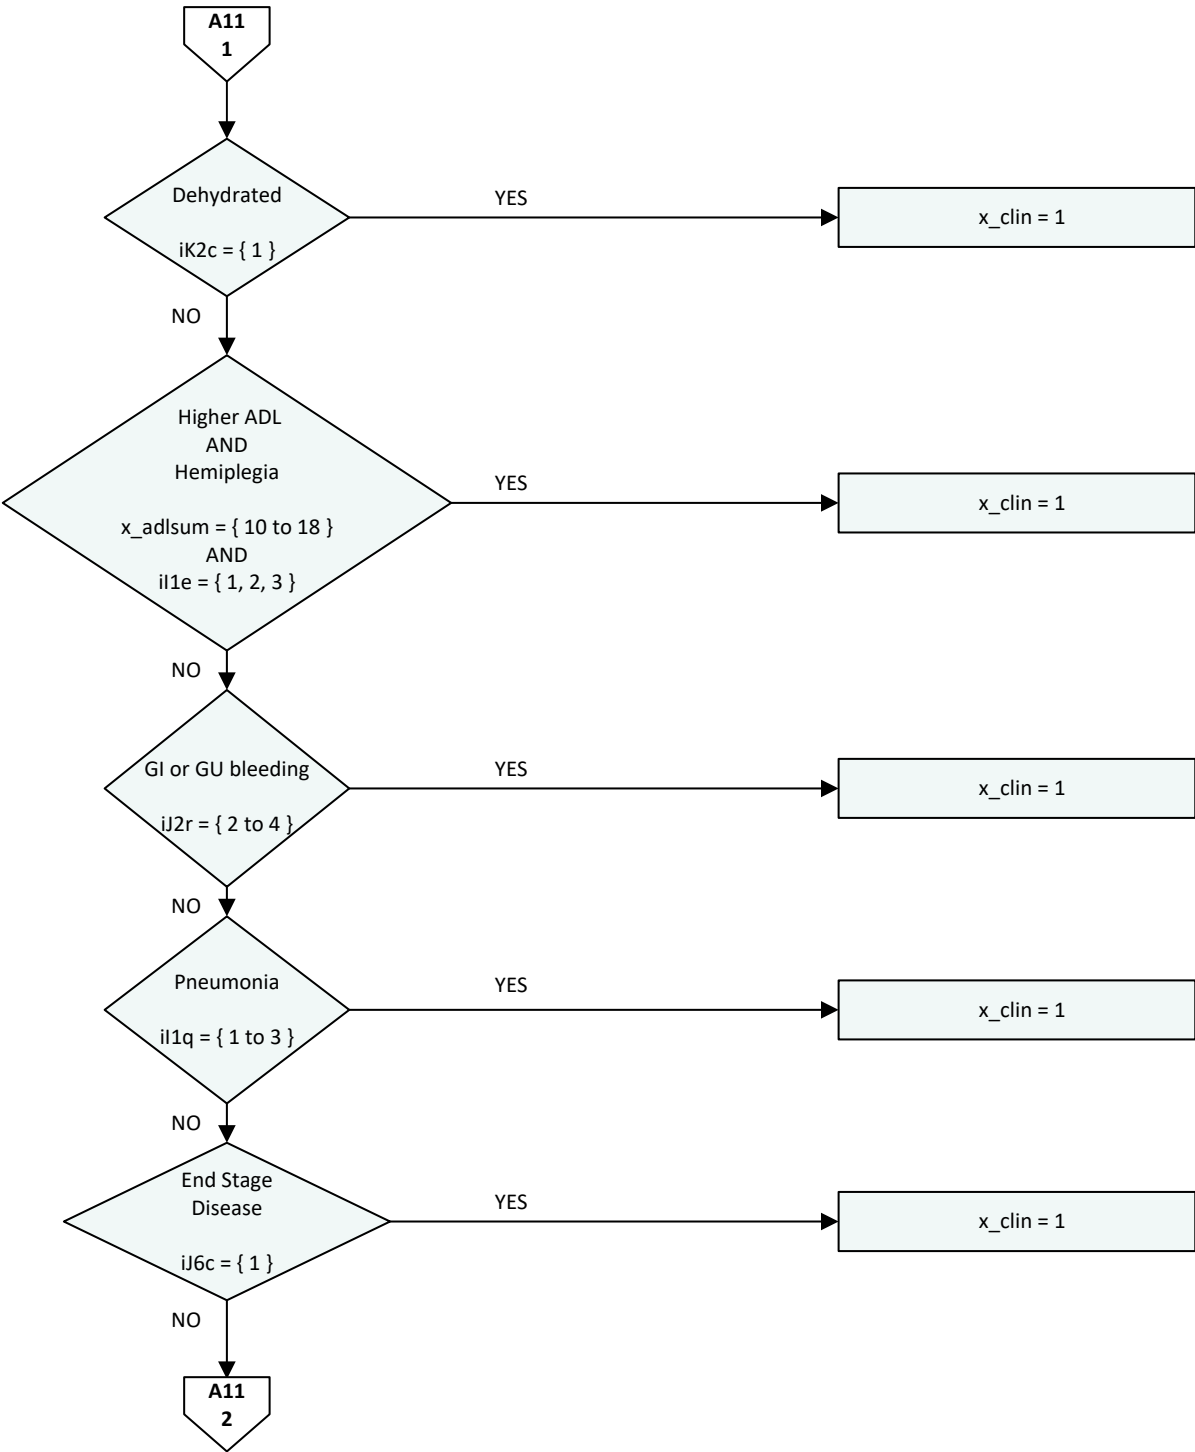 A11
1
Dehydrated
iK2c = { 1 }
YES
x_clin = 1
NO
Higher ADL
AND
Hemiplegia
x_adlsum = { 10 to 18 }
AND
iI1e = { 1, 2, 3 }
YES
x_clin = 1
NO
GI or GU bleeding
iJ2r = { 2 to 4 }
YES
x_clin = 1
NO
Pneumonia
iI1q = { 1 to 3 }
YES
x_clin = 1
NO
End Stage
Disease
iJ6c = { 1 }
YES
x_clin = 1
NO
A11
2